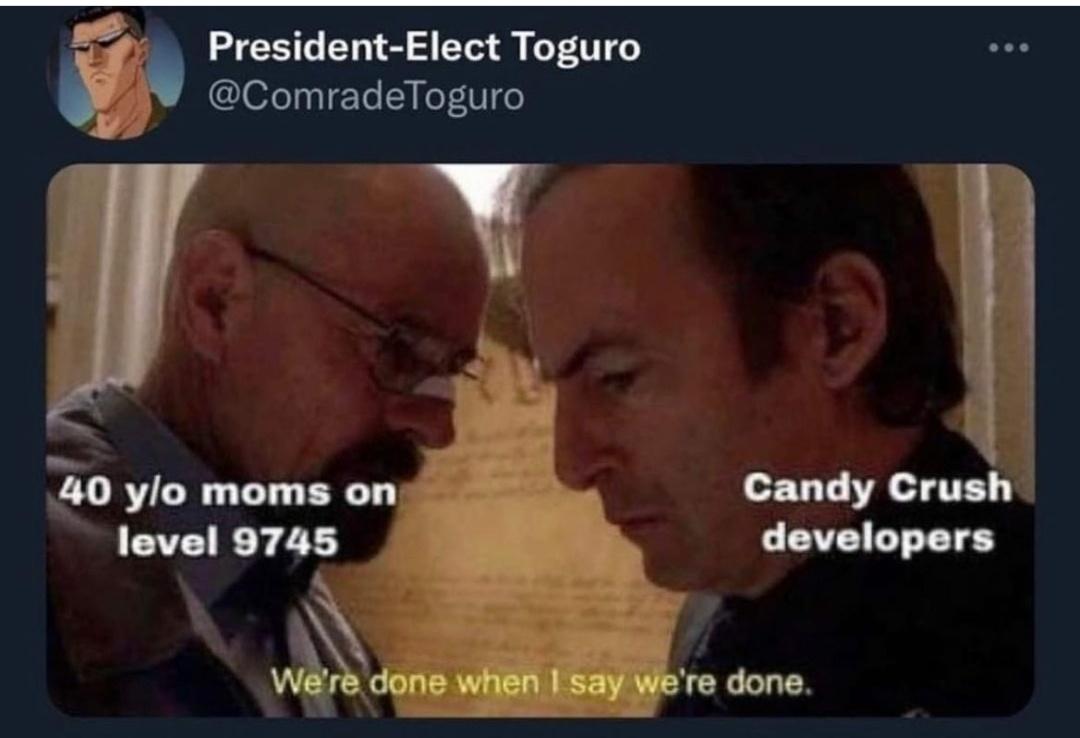 President-Elect Toguro
@ComradeToguro
40 y/o moms on
level 9745
Candy Crush
developers
We're done when I say we're done.